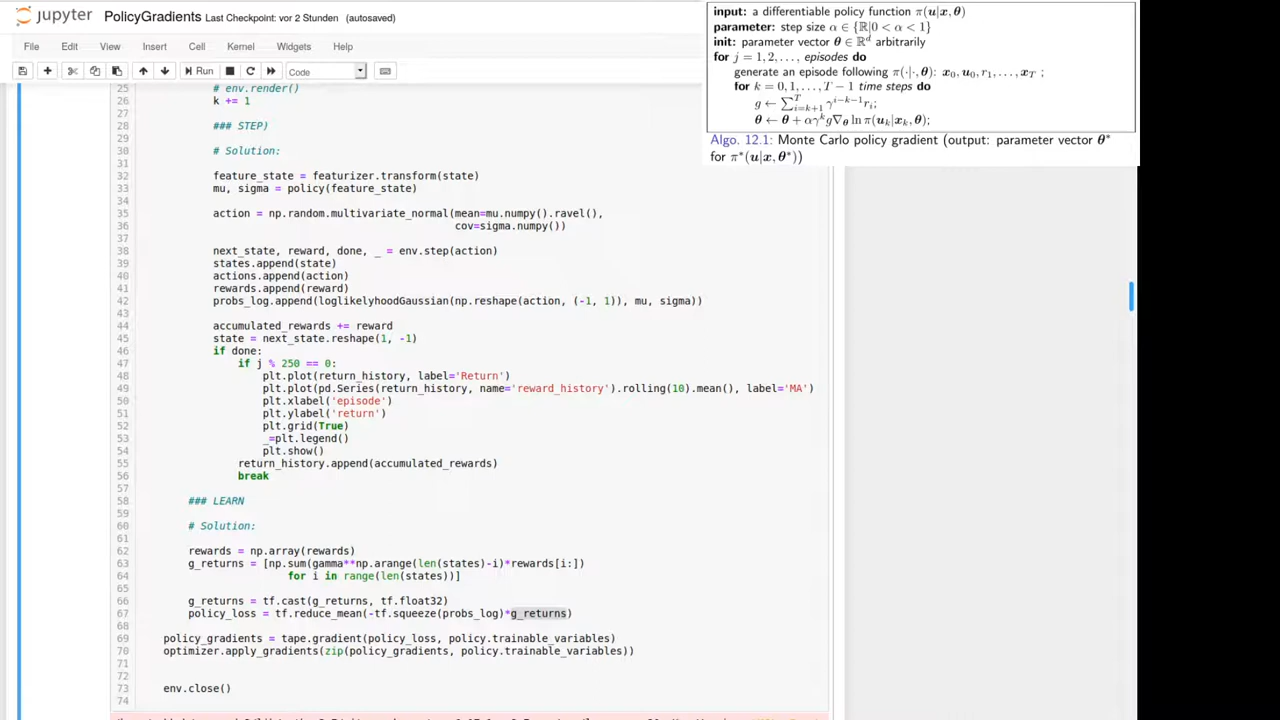 jupyter PolicyGradients Last Checkpoint: vor 2 Stunden (autosaved)
File Edit View Insert Cell Kernel Widgets Help
Run Code
input: a differentiable policy function π(u|x, θ)
parameter: step size α ∈ {ℝ|0 < α < 1}
init: parameter vector θ ∈ ℝ^d arbitrarily
for j = 1, 2, . . . , episodes do
generate an episode following π(·|·, θ): x₀, u₀, r₁, . . . , x_T ;
for k = 0, 1, . . . , T − 1 time steps do
g ← ∑_{i=k+1}^T γ^{i−k−1} r_i;
θ ← θ + αγ^k g∇_θ ln π(u_k|x_k, θ);
Algo. 12.1: Monte Carlo policy gradient (output: parameter vector θ*
for π*(u|x, θ*))
25 # env.render()
26 k += 1
27
28 ### STEP)
29
30 # Solution:
31
32 feature_state = featurizer.transform(state)
33 mu, sigma = policy(feature_state)
34
35 action = np.random.multivariate_normal(mean=mu.numpy().ravel(),
36 cov=sigma.numpy())
37
38 next_state, reward, done, _ = env.step(action)
39 states.append(state)
40 actions.append(action)
41 rewards.append(reward)
42 probs_log.append(loglikelyhoodGaussian(np.reshape(action, (-1, 1)), mu, sigma))
43
44 accumulated_rewards += reward
45 state = next_state.reshape(1, -1)
46 if done:
47 if j % 250 == 0:
48 plt.plot(return_history, label='Return')
49 plt.plot(pd.Series(return_history, name='reward_history').rolling(10).mean(), label='MA')
50 plt.xlabel('episode')
51 plt.ylabel('return')
52 plt.grid(True)
53 _=plt.legend()
54 plt.show()
55 return_history.append(accumulated_rewards)
56 break
57
58 ### LEARN
59
60 # Solution:
61
62 rewards = np.array(rewards)
63 g_returns = [np.sum(gamma**np.arange(len(states)-i)*rewards[i:])
64 for i in range(len(states))]
65
66 g_returns = tf.cast(g_returns, tf.float32)
67 policy_loss = tf.reduce_mean(-tf.squeeze(probs_log)*g_returns)
68
69 policy_gradients = tape.gradient(policy_loss, policy.trainable_variables)
70 optimizer.apply_gradients(zip(policy_gradients, policy.trainable_variables))
71
72
73 env.close()
74